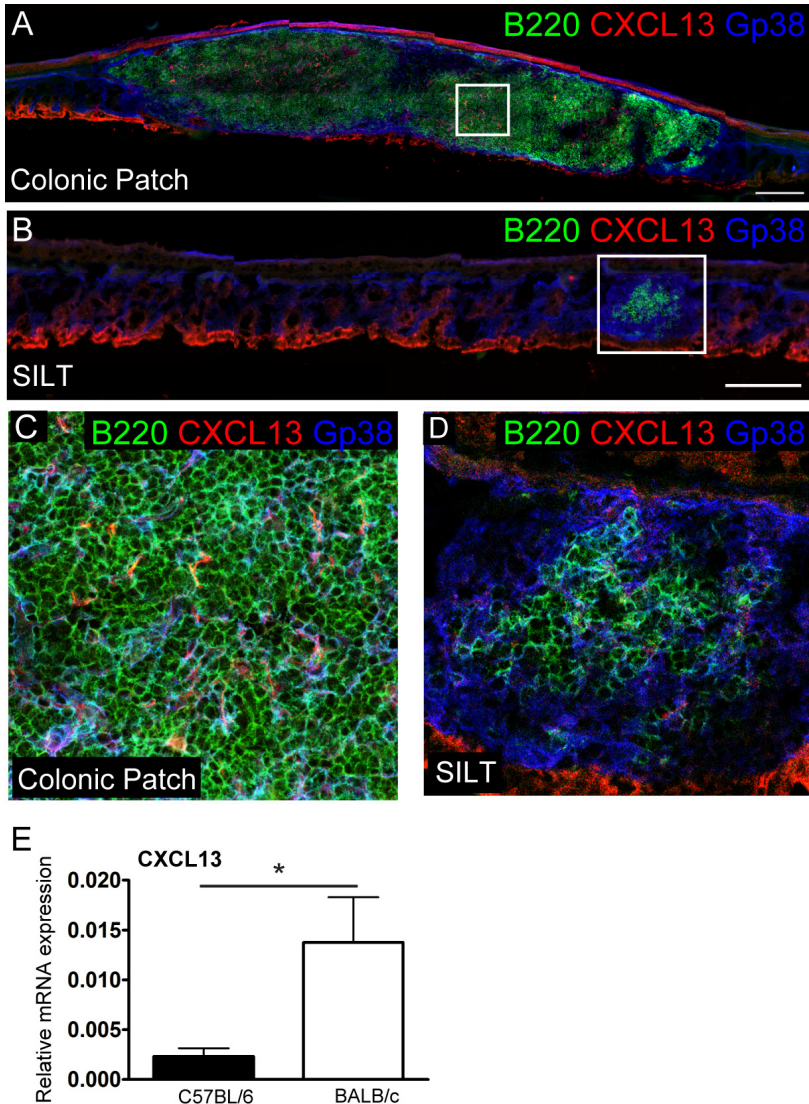 A
B220 CXCL13 Gp38
Colonic Patch
B
B220 CXCL13 Gp38
SILT
C
B220 CXCL13 Gp38
Colonic Patch
D
B220 CXCL13 Gp38
SILT
E
CXCL13
*
Relative mRNA expression
0.020
0.015
0.010
0.005
0.000
C57BL/6
BALB/c